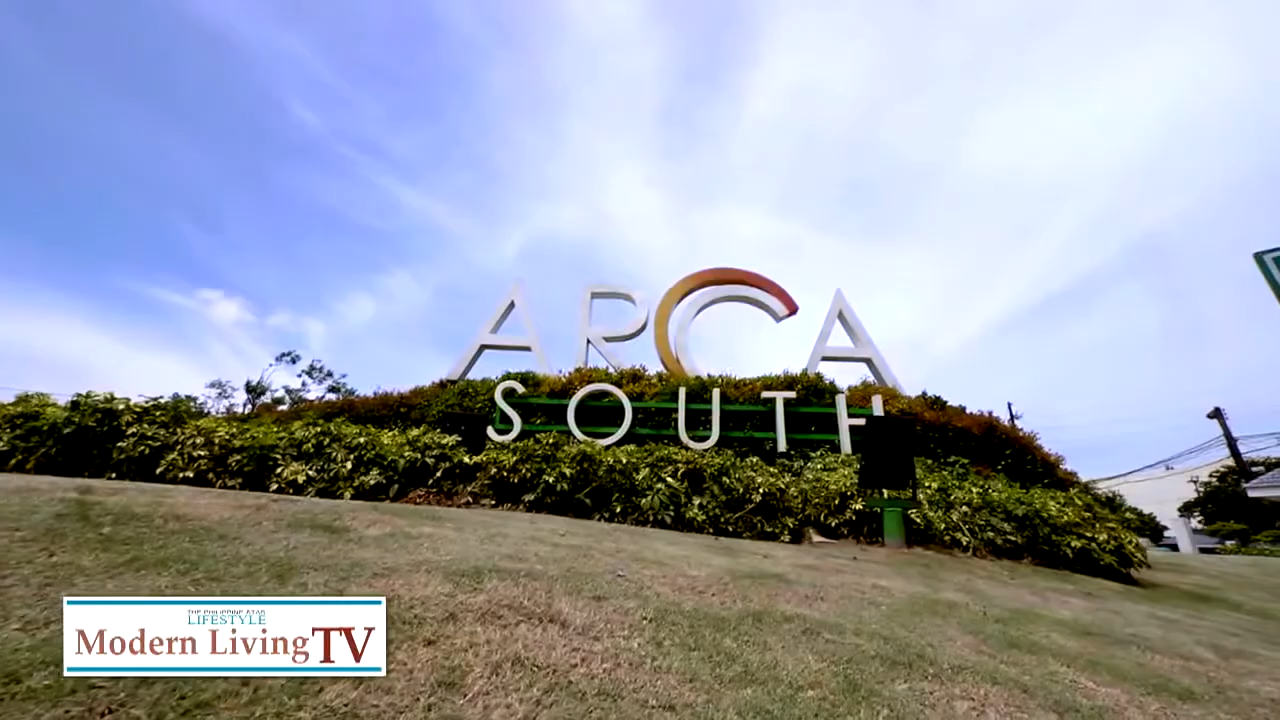 ARCA
SOUTH
THE PHILIPPINE STAR
LIFESTYLE
Modern Living TV